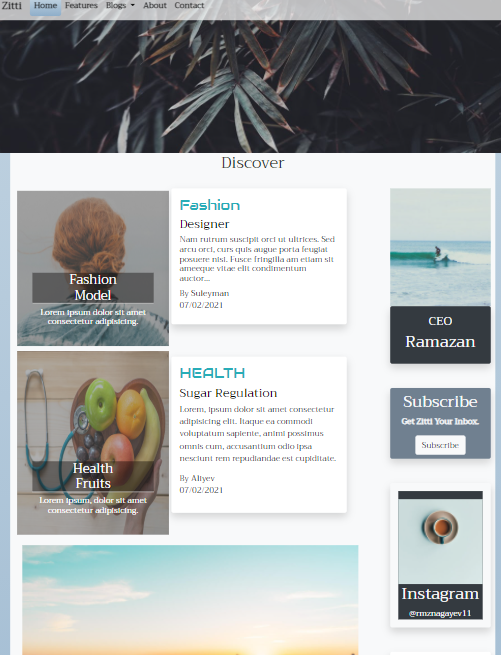 Zitti Home Features Blogs About Contact
Discover
Fashion
Model
Lorem ipsum dolor sit amet
consectetur adipisicing.
Fashion
Designer
Nam rutrum suscipit orci ut ultrices. Sed
arcu orci, curs quis augue porta feugiat
posuere nisl. Fusce fringilla am etiam sit
ameeque vitae elit condimentum
auctor...
By Suleyman
07/02/2021
Health
Fruits
Lorem ipsum, dolor sit amet
consectetur adipisicing.
HEALTH
Sugar Regulation
Lorem, ipsum dolor sit amet consectetur
adipisicing elit. Itaque ea commodi
voluptatum sapiente, animi possimus
omnis cum, accusantium odio ipsa
nesciunt rem repudiandae est cupiditate.
By Aliyev
07/02/2021
CEO
Ramazan
Subscribe
Get Zitti Your Inbox.
Subscribe
Instagram
@rmznagayev11